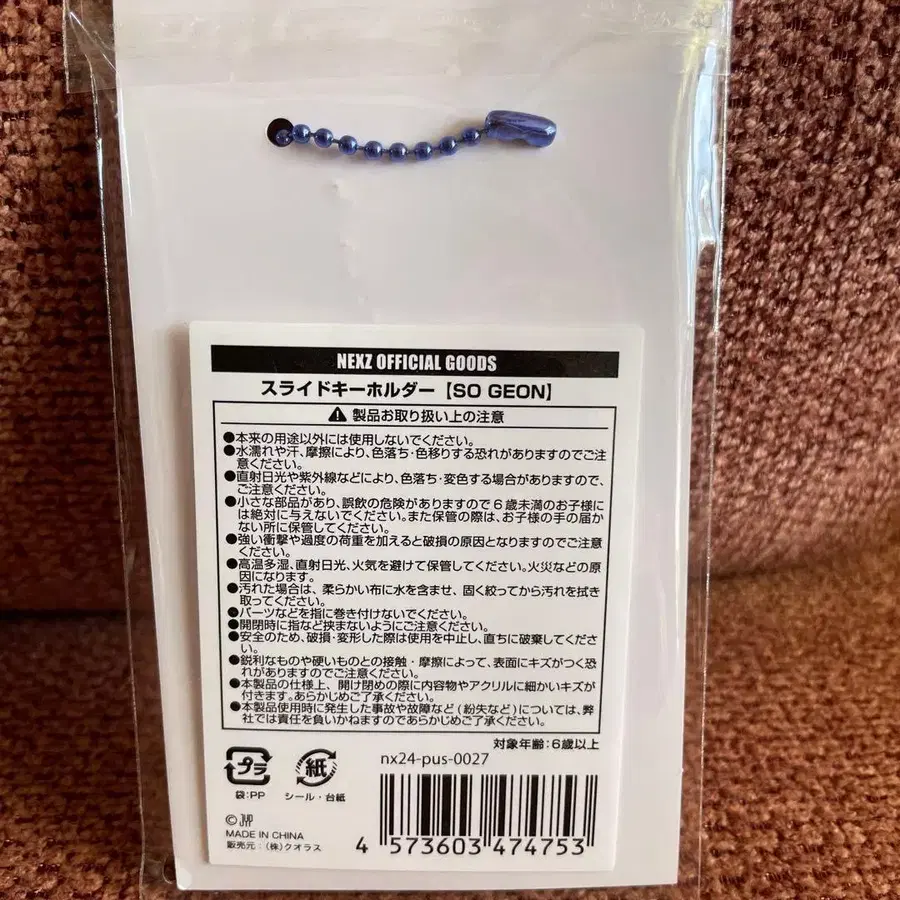 NEXZ OFFICIAL GOODS
スライドキーホルダー【SO GEON】
製品お取り扱い上の注意
●本来の用途以外には使用しないでください。
●水濡れや汗、摩擦により、色落ち・色移りする恐れがありますのでご注
意ください。
●直射日光や紫外線などにより、色落ち・変色する場合がありますので、
ご注意ください。
●小さな部品があり、誤飲の危険がありますので6歳未満のお子様に
は絶対に与えないでください。また保管の際は、お子様の手の届か
ない所に保管してください。
●強い衝撃や過度の荷重を加えると破損の原因となりますのでご注意
ください。
●高温多湿、直射日光、火気を避けて保管してください。火災などの原
因になります。
●汚れた場合は、柔らかい布に水を含ませ、固く絞ってから汚れを拭き
取ってください。
●パーツなどを指に巻き付けないでください。
●開閉時に指など挟まないようにご注意ください。
●安全のため、破損・変形した際は使用を中止し、直ちに破棄してくださ
い。
●鋭利なものや硬いものとの接触・摩擦によって、表面にキズがつく恐
れがありますのでご注意ください。
●本製品の仕様上、開け閉めの際に内容物やアクリルに細かいキズが
付きます。あらかじめご了承ください。
●本製品使用時に発生した事故や故障など(紛失など)については、弊
社では責任を負いかねますのであらかじめご了承ください。
対象年齢:6歳以上
プラ
袋:PP
紙
シール・台紙
nx24-pus-0027
© JYP
MADE IN CHINA
販売元:(株)クオラス
4 573603 474753